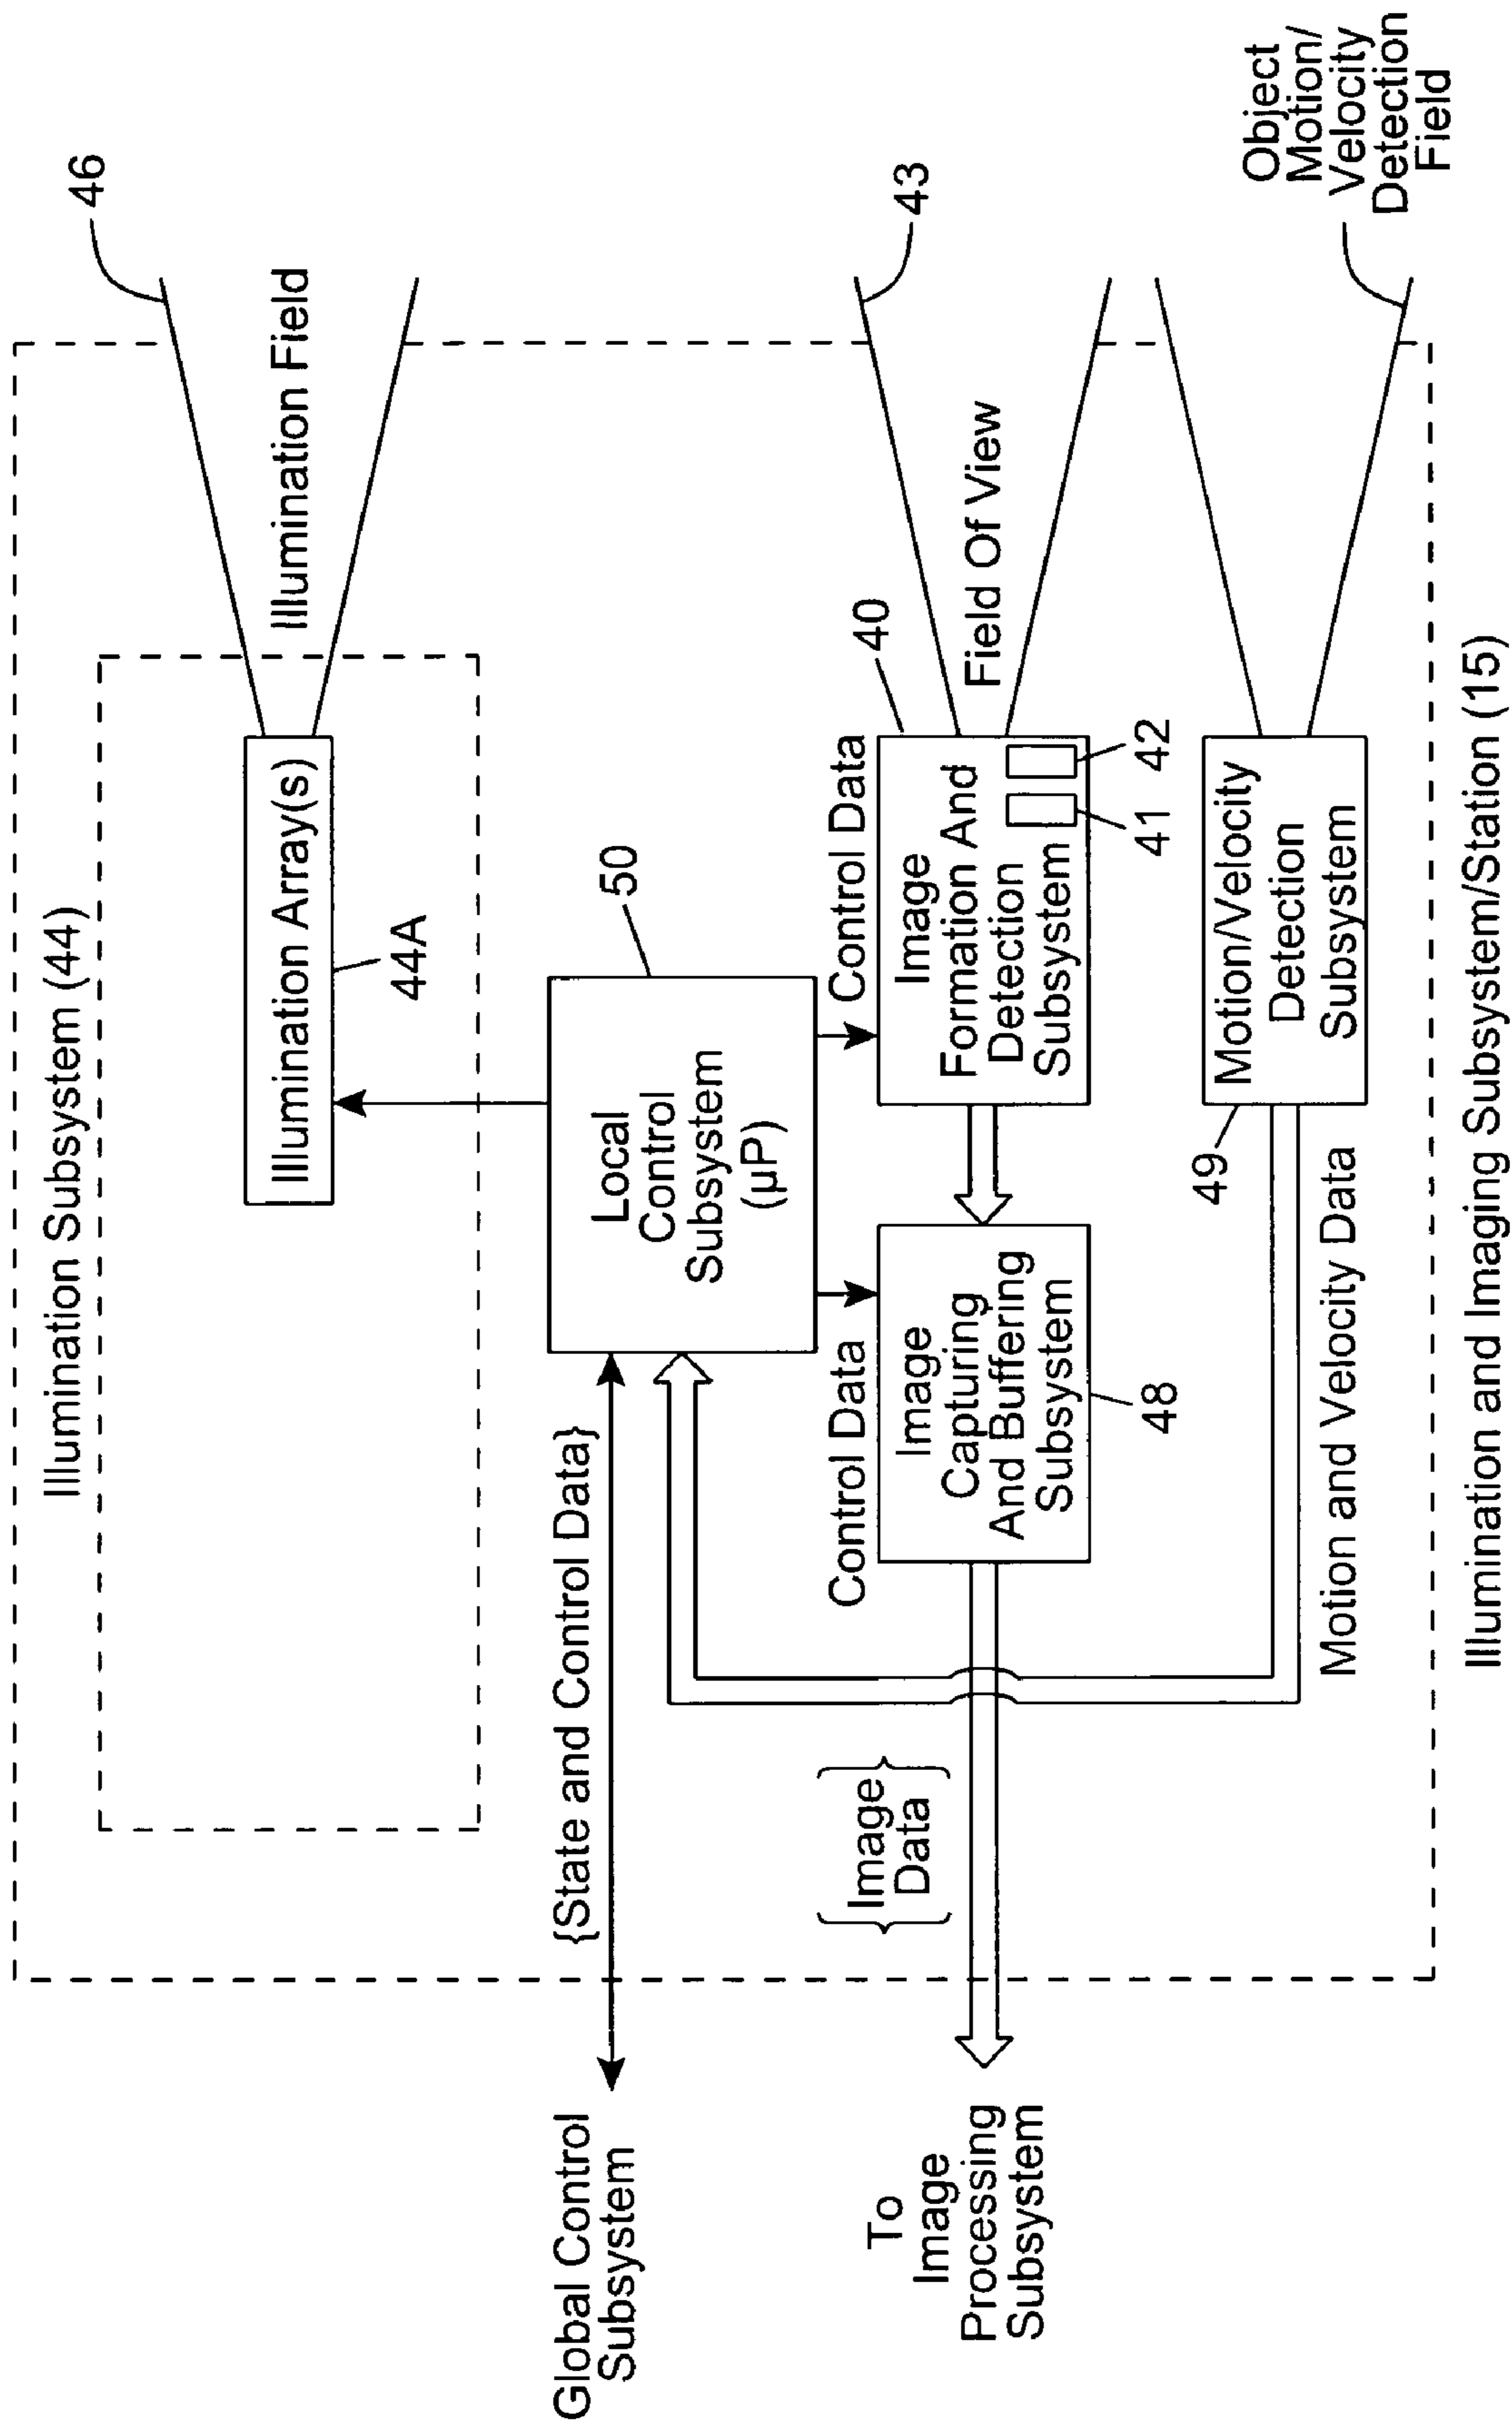 Illumination Subsystem (44)
46
Illumination Array(s)
Illumination Field
44A
50
{State and Control Data}
Global Control
Subsystem
Local
Control
Subsystem
(µP)
Control Data
Control Data
40
43
Image
Data
To
Image
Processing
Subsystem
Image
Capturing
And Buffering
Subsystem
Image
Formation And
Detection
Subsystem
Field Of View
48
41
42
49
Motion/Velocity
Detection
Subsystem
Object
Motion/
Velocity
Detection
Field
Motion and Velocity Data
Illumination and Imaging Subsystem/Station (15)